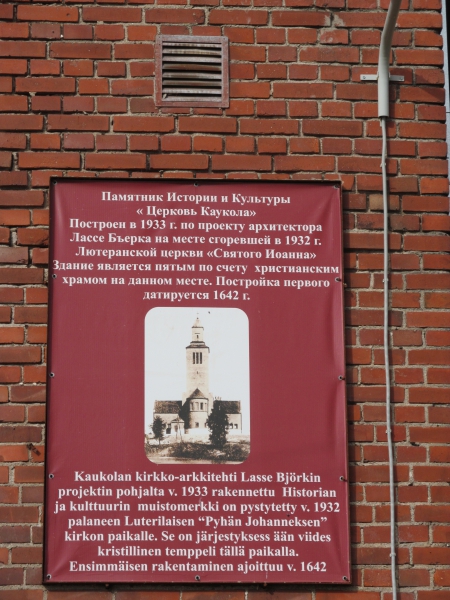 Памятник Истории и Культуры
« Церковь Каукола»
Построен в 1933 г. по проекту архитектора
Лассе Бъерка на месте сгоревшей в 1932 г.
Лютеранской церкви «Святого Иоанна»
Здание является пятым по счету христианским
храмом на данном месте. Постройка первого
датируется 1642 г.
Kaukolan kirkko-arkkitehti Lasse Björkin
projektin pohjalta v. 1933 rakennettu Historian
ja kulttuurin muistomerkki on pystytetty v. 1932
palaneen Luterilaisen “Pyhän Johanneksen”
kirkon paikalle. Se on järjestyksess ään viides
kristillinen temppeli tällä paikalla.
Ensimmäisen rakentaminen ajoittuu v. 1642